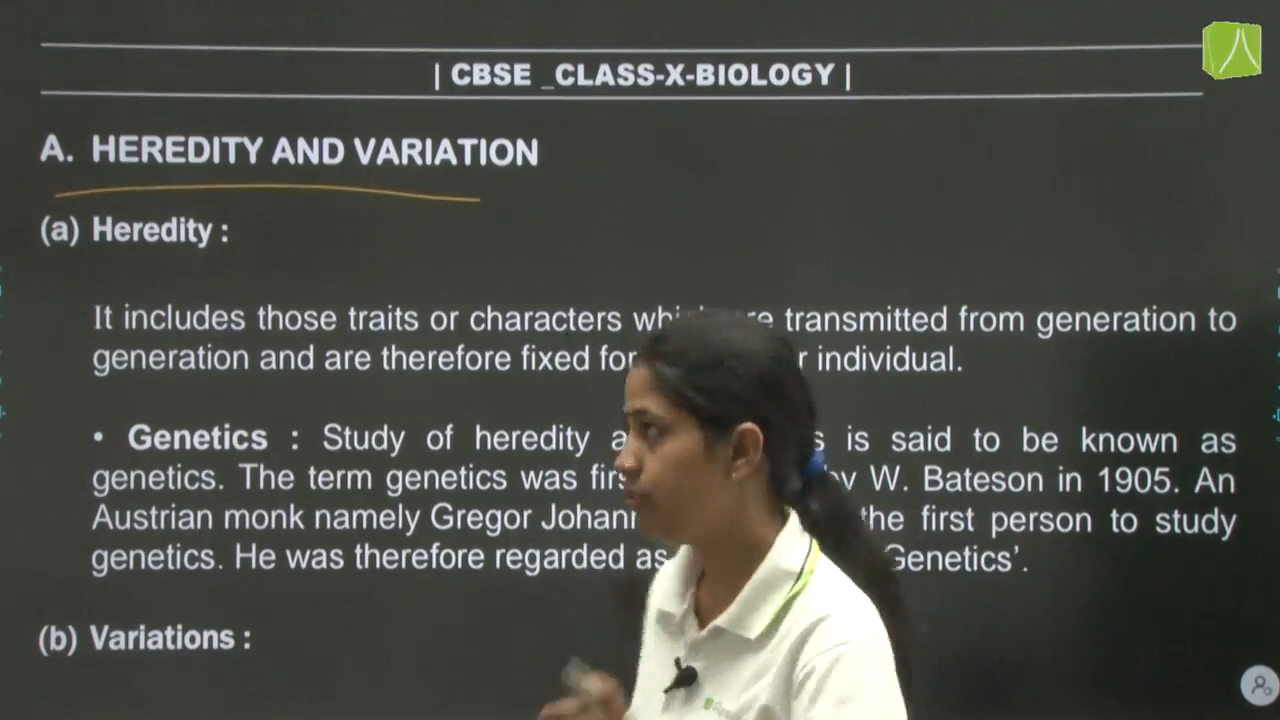 | CBSE _CLASS-X-BIOLOGY |
A. HEREDITY AND VARIATION
(a) Heredity :
It includes those traits or characters transmitted from generation to
generation and are therefore fixed for individual.
• Genetics : Study of heredity is said to be known as
genetics. The term genetics was by W. Bateson in 1905. An
Austrian monk namely Gregor the first person to study
genetics. He was therefore regarded as Genetics’.
(b) Variations :